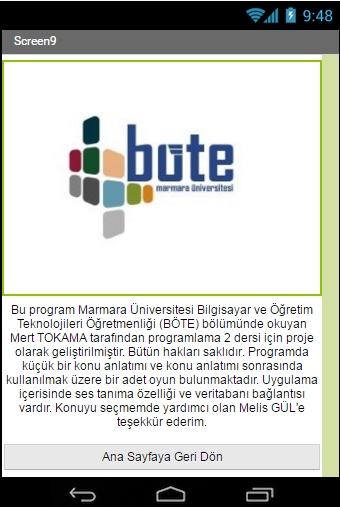 9:48
Screen9
böte
marmara üniversitesi
Bu program Marmara Üniversitesi Bilgisayar ve Öğretim
Teknolojileri Öğretmenliği (BÖTE) bölümünde okuyan
Mert TOKAMA tarafından programlama 2 dersi için proje
olarak geliştirilmiştir. Bütün hakları saklıdır. Programda
küçük bir konu anlatımı ve konu anlatımı sonrasında
kullanılmak üzere bir adet oyun bulunmaktadır. Uygulama
içerisinde ses tanıma özelliği ve veritabanı bağlantısı
vardır. Konuyu seçmemde yardımcı olan Melis GÜL'e
teşekkür ederim.
Ana Sayfaya Geri Dön